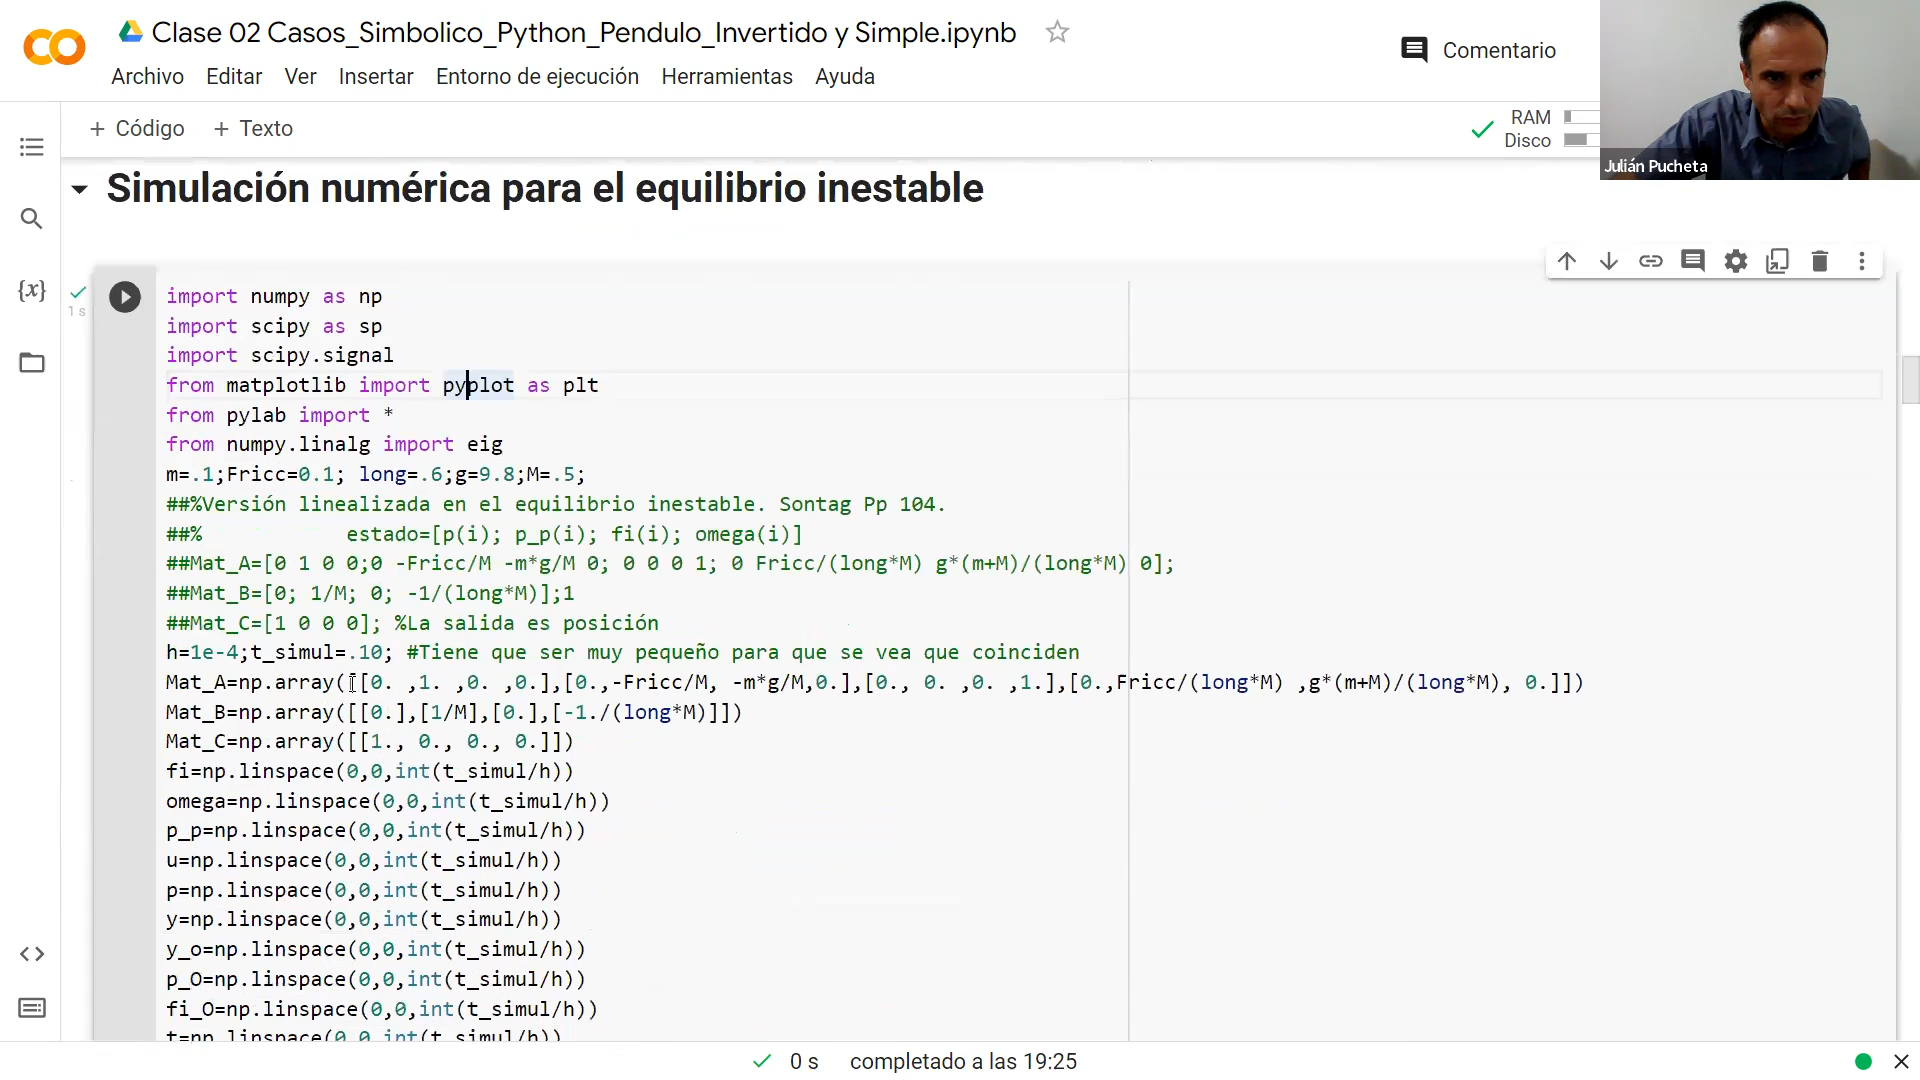 Clase 02 Casos_Simbolico_Python_Pendulo_Invertido y Simple.ipynb
Archivo Editar Ver Insertar Entorno de ejecución Herramientas Ayuda
Comentario
+ Código + Texto
RAM
Disco
Julián Pucheta
Simulación numérica para el equilibrio inestable
{x}
1 s
import numpy as np
import scipy as sp
import scipy.signal
from matplotlib import pyplot as plt
from pylab import *
from numpy.linalg import eig
m=.1;Fricc=0.1; long=.6;g=9.8;M=.5;
##%Versión linealizada en el equilibrio inestable. Sontag Pp 104.
##% estado=[p(i); p_p(i); fi(i); omega(i)]
##Mat_A=[0 1 0 0;0 -Fricc/M -m*g/M 0; 0 0 0 1; 0 Fricc/(long*M) g*(m+M)/(long*M) 0];
##Mat_B=[0; 1/M; 0; -1/(long*M)];1
##Mat_C=[1 0 0 0]; %La salida es posición
h=1e-4;t_simul=.10; #Tiene que ser muy pequeño para que se vea que coinciden
Mat_A=np.array([[0. ,1. ,0. ,0.],[0.,-Fricc/M, -m*g/M,0.],[0., 0. ,0. ,1.],[0.,Fricc/(long*M) ,g*(m+M)/(long*M), 0.]])
Mat_B=np.array([[0.],[1/M],[0.],[-1./(long*M)]])
Mat_C=np.array([[1., 0., 0., 0.]])
fi=np.linspace(0,0,int(t_simul/h))
omega=np.linspace(0,0,int(t_simul/h))
p_p=np.linspace(0,0,int(t_simul/h))
u=np.linspace(0,0,int(t_simul/h))
p=np.linspace(0,0,int(t_simul/h))
y=np.linspace(0,0,int(t_simul/h))
y_o=np.linspace(0,0,int(t_simul/h))
p_O=np.linspace(0,0,int(t_simul/h))
fi_O=np.linspace(0,0,int(t_simul/h))
t=np.linspace(0,0,int(t_simul/h))
0 s completado a las 19:25